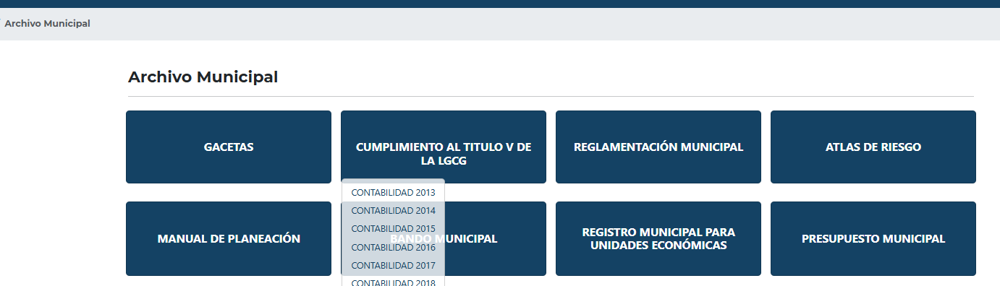 Archivo Municipal
Archivo Municipal
GACETAS
CUMPLIMIENTO AL TITULO V DE
LA LGCG
REGLAMENTACIÓN MUNICIPAL
ATLAS DE RIESGO
CONTABILIDAD 2013
CONTABILIDAD 2014
CONTABILIDAD 2015
CONTABILIDAD 2016
CONTABILIDAD 2017
CONTABILIDAD 2018
MANUAL DE PLANEACIÓN
BANDO MUNICIPAL
REGISTRO MUNICIPAL PARA
UNIDADES ECONÓMICAS
PRESUPUESTO MUNICIPAL